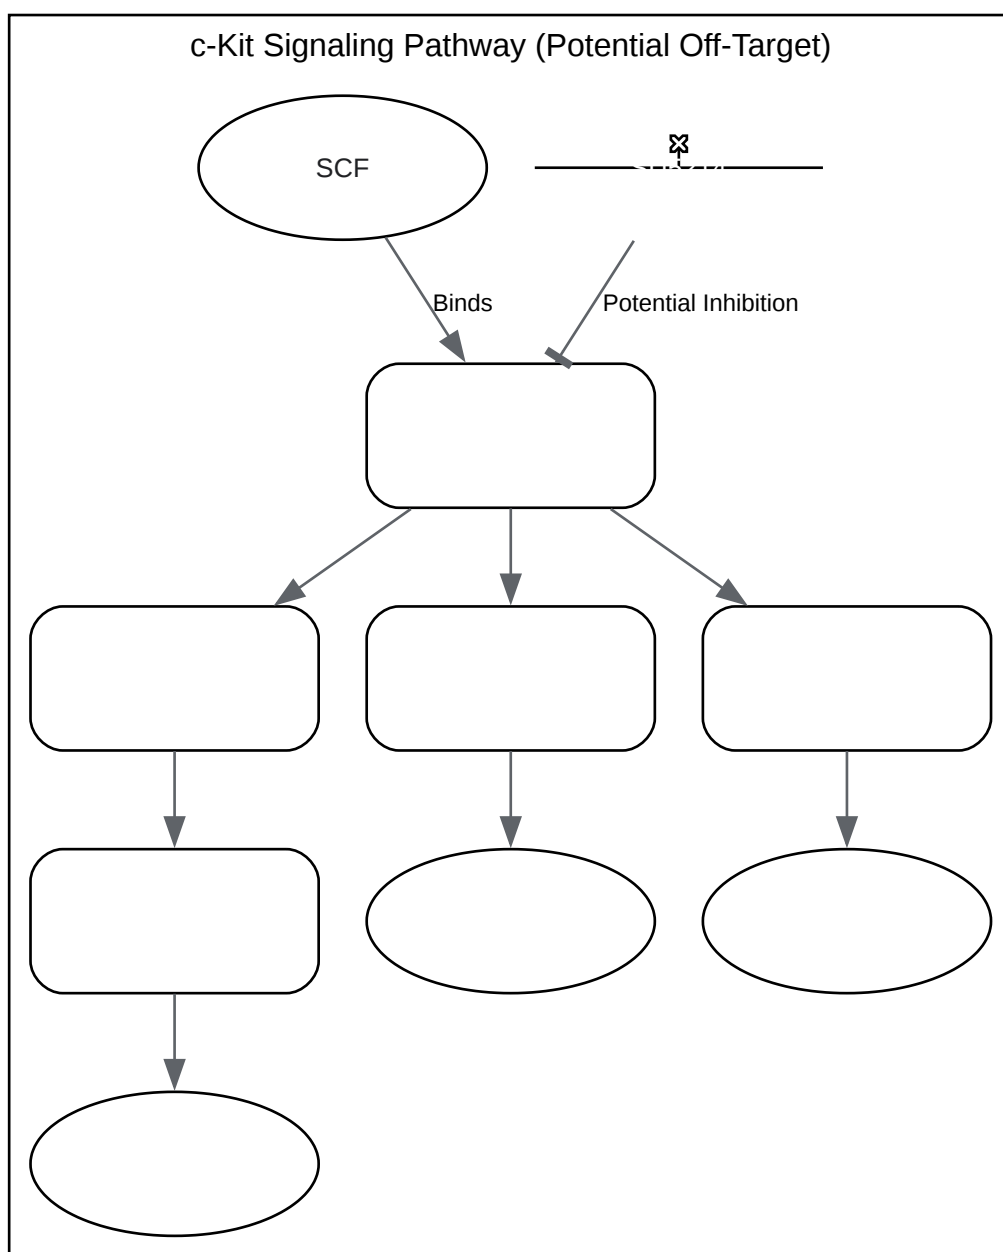 c-Kit Signaling Pathway (Potential Off-Target)
SCF
Binds
Potential Inhibition